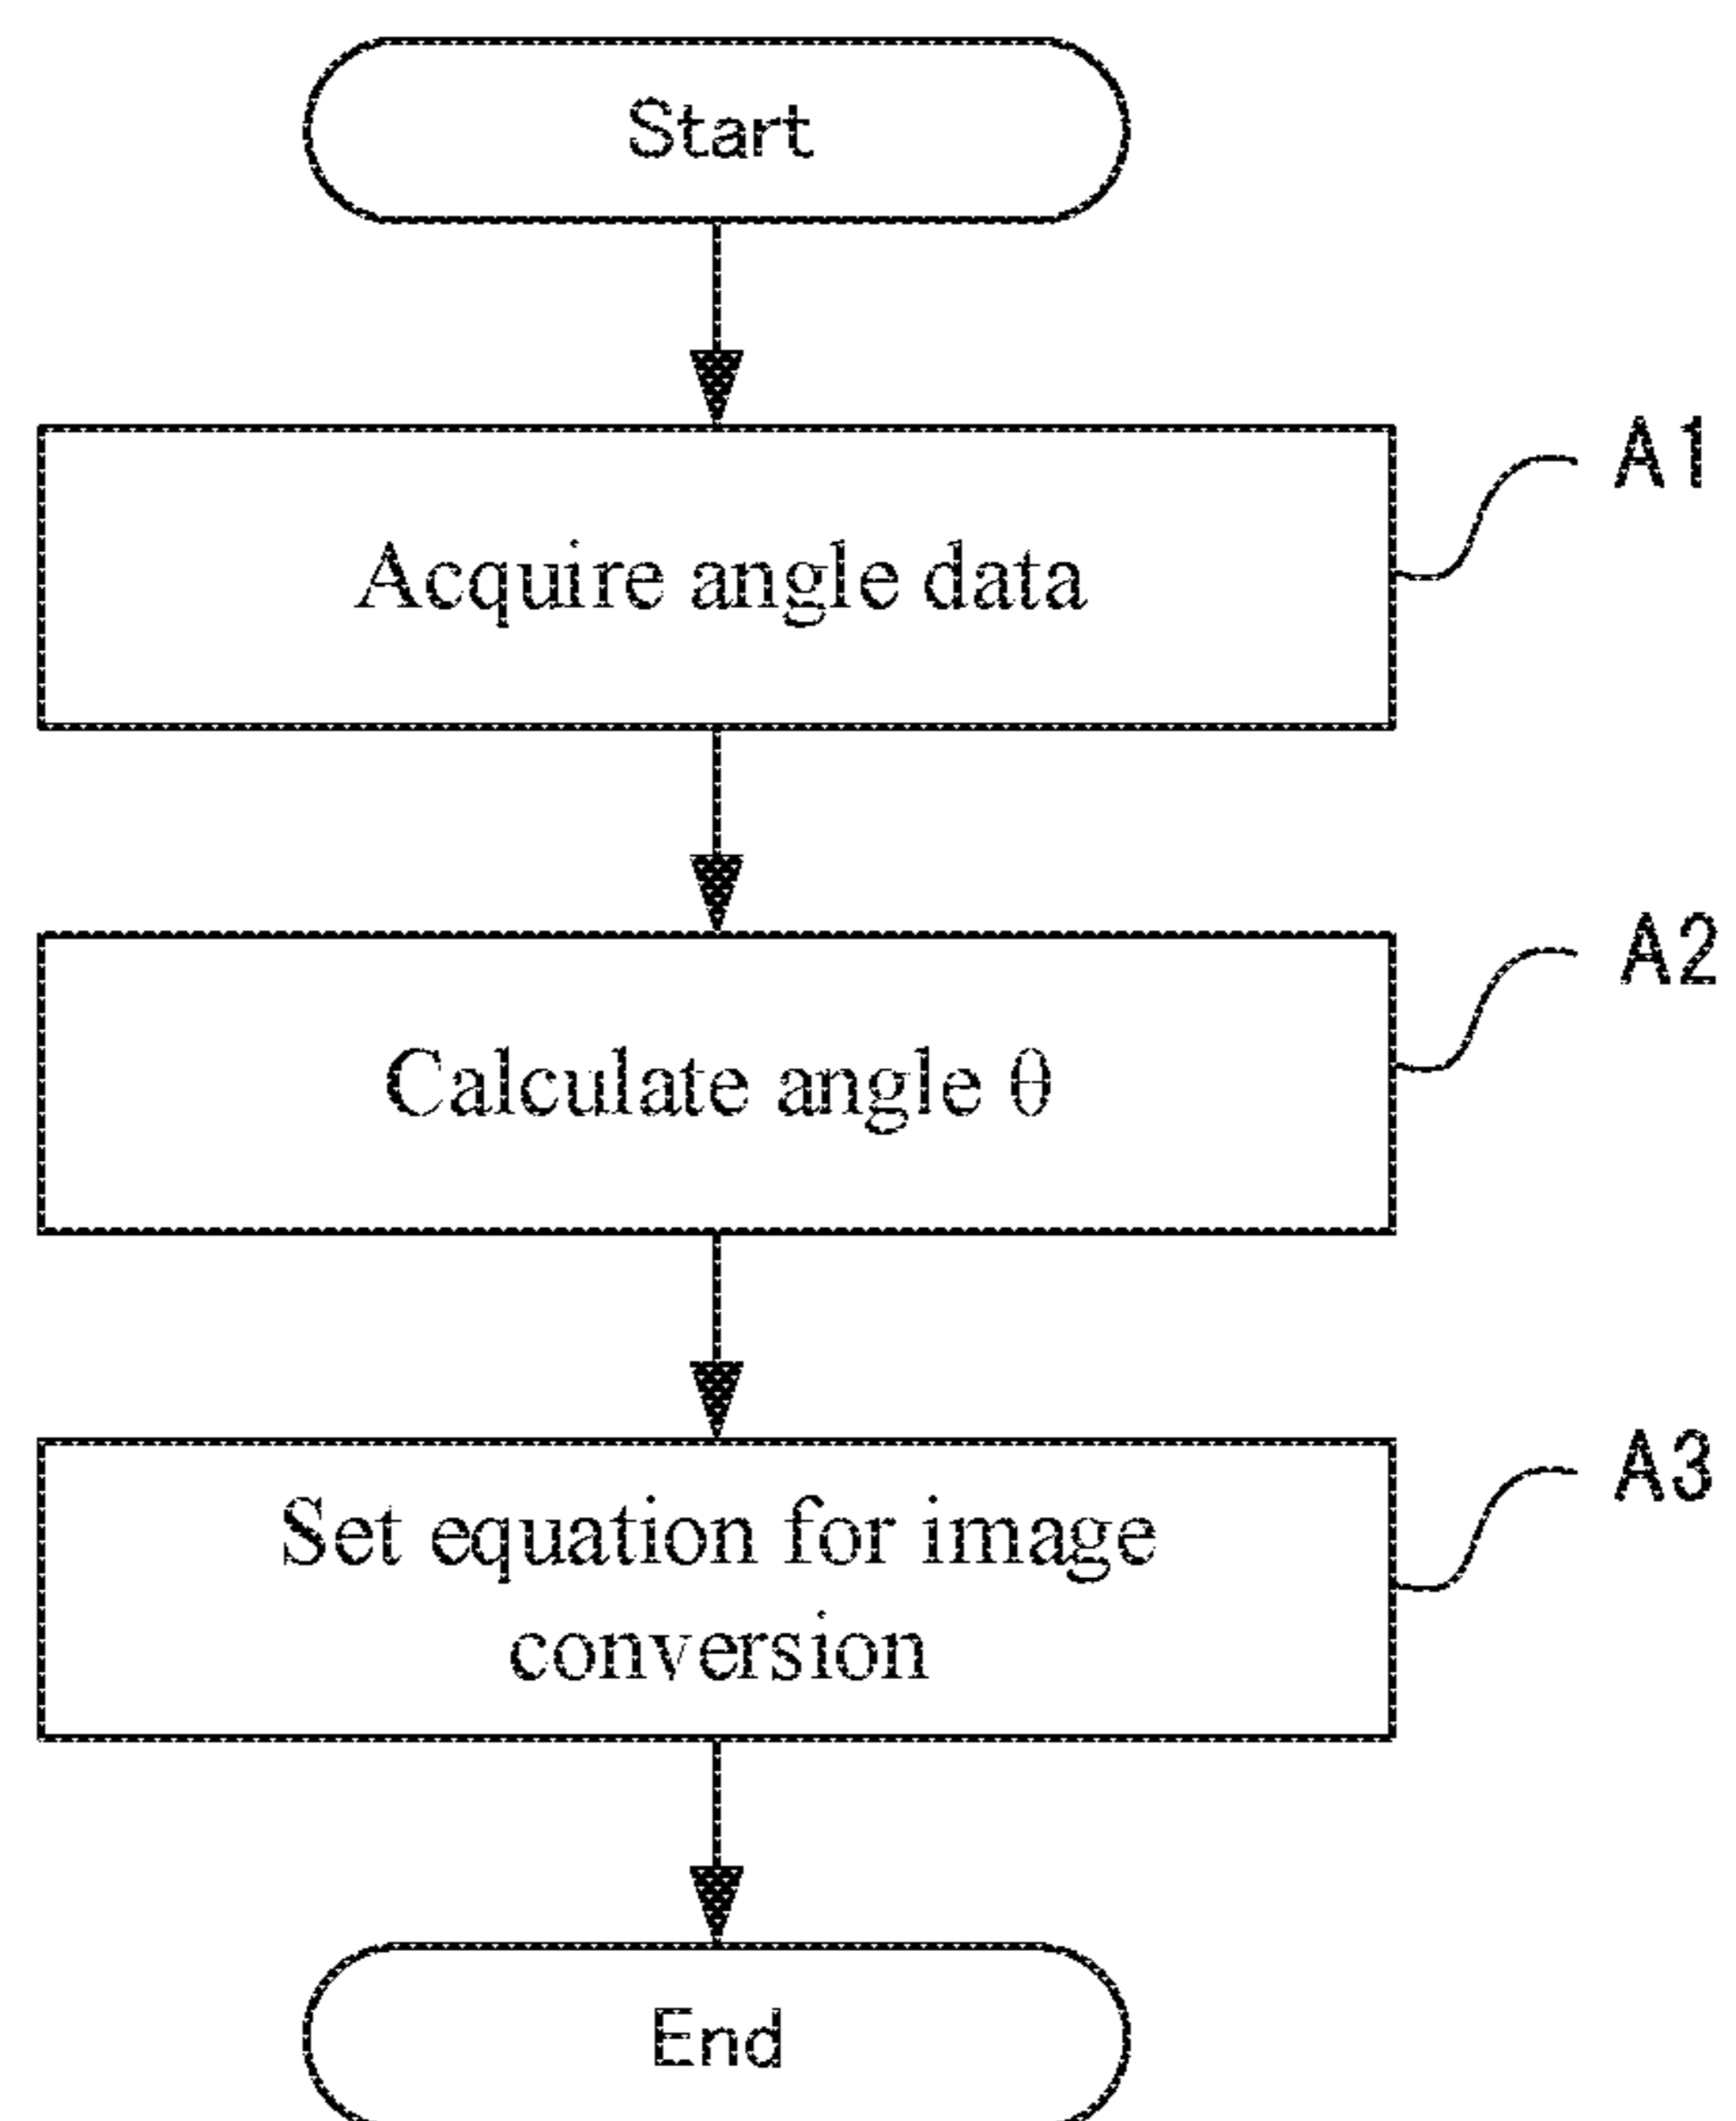 Start
A1
Acquire angle data
A2
Calculate angle θ
A3
Set equation for image
conversion
End